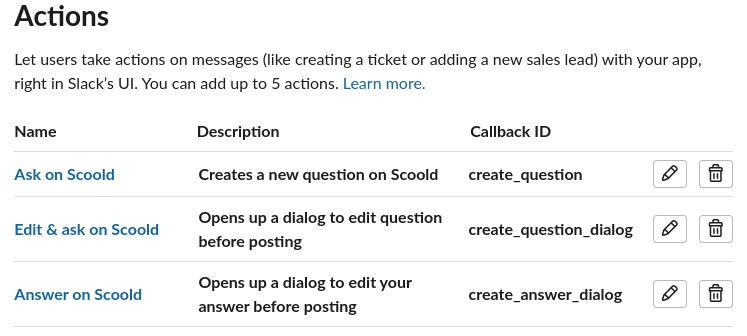 Actions
Let users take actions on messages (like creating a ticket or adding a new sales lead) with your app,
right in Slack's UI. You can add up to 5 actions. Learn more.
Name Description Callback ID
Ask on Scoold Creates a new question on Scoold create_question
Edit & ask on Scoold Opens up a dialog to edit question before posting create_question_dialog
Answer on Scoold Opens up a dialog to edit your answer before posting create_answer_dialog